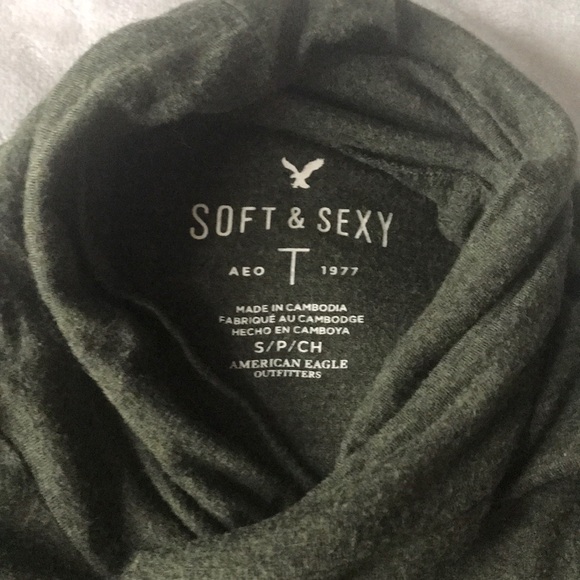 SOFT & SEXY
AEO T 1977
MADE IN CAMBODIA
FABRIQUÉ AU CAMBODGE
HECHO EN CAMBOYA
S/P/CH
AMERICAN EAGLE
OUTFITTERS